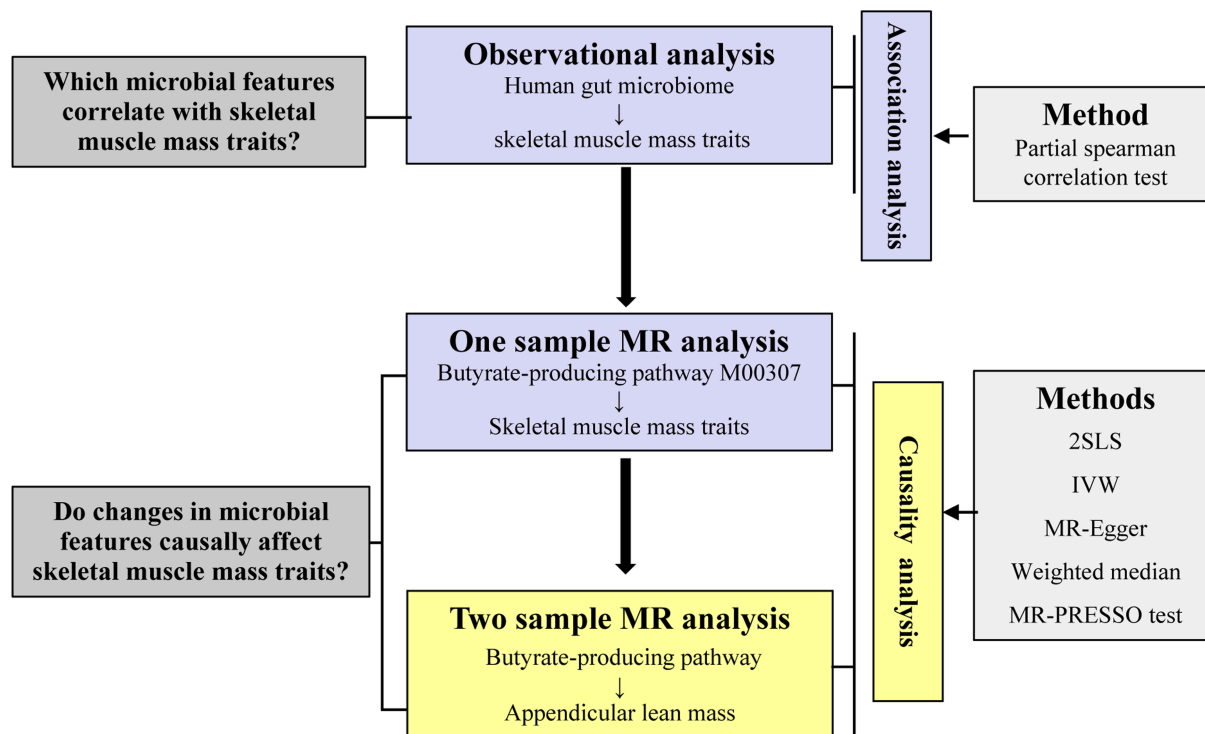 Which microbial features
correlate with skeletal
muscle mass traits?
Observational analysis
Human gut microbiome
↓
skeletal muscle mass traits
Association analysis
Method
Partial spearman
correlation test
One sample MR analysis
Butyrate-producing pathway M00307
↓
Skeletal muscle mass traits
Do changes in microbial
features causally affect
skeletal muscle mass traits?
Two sample MR analysis
Butyrate-producing pathway
↓
Appendicular lean mass
Causality analysis
Methods
2SLS
IVW
MR-Egger
Weighted median
MR-PRESSO test